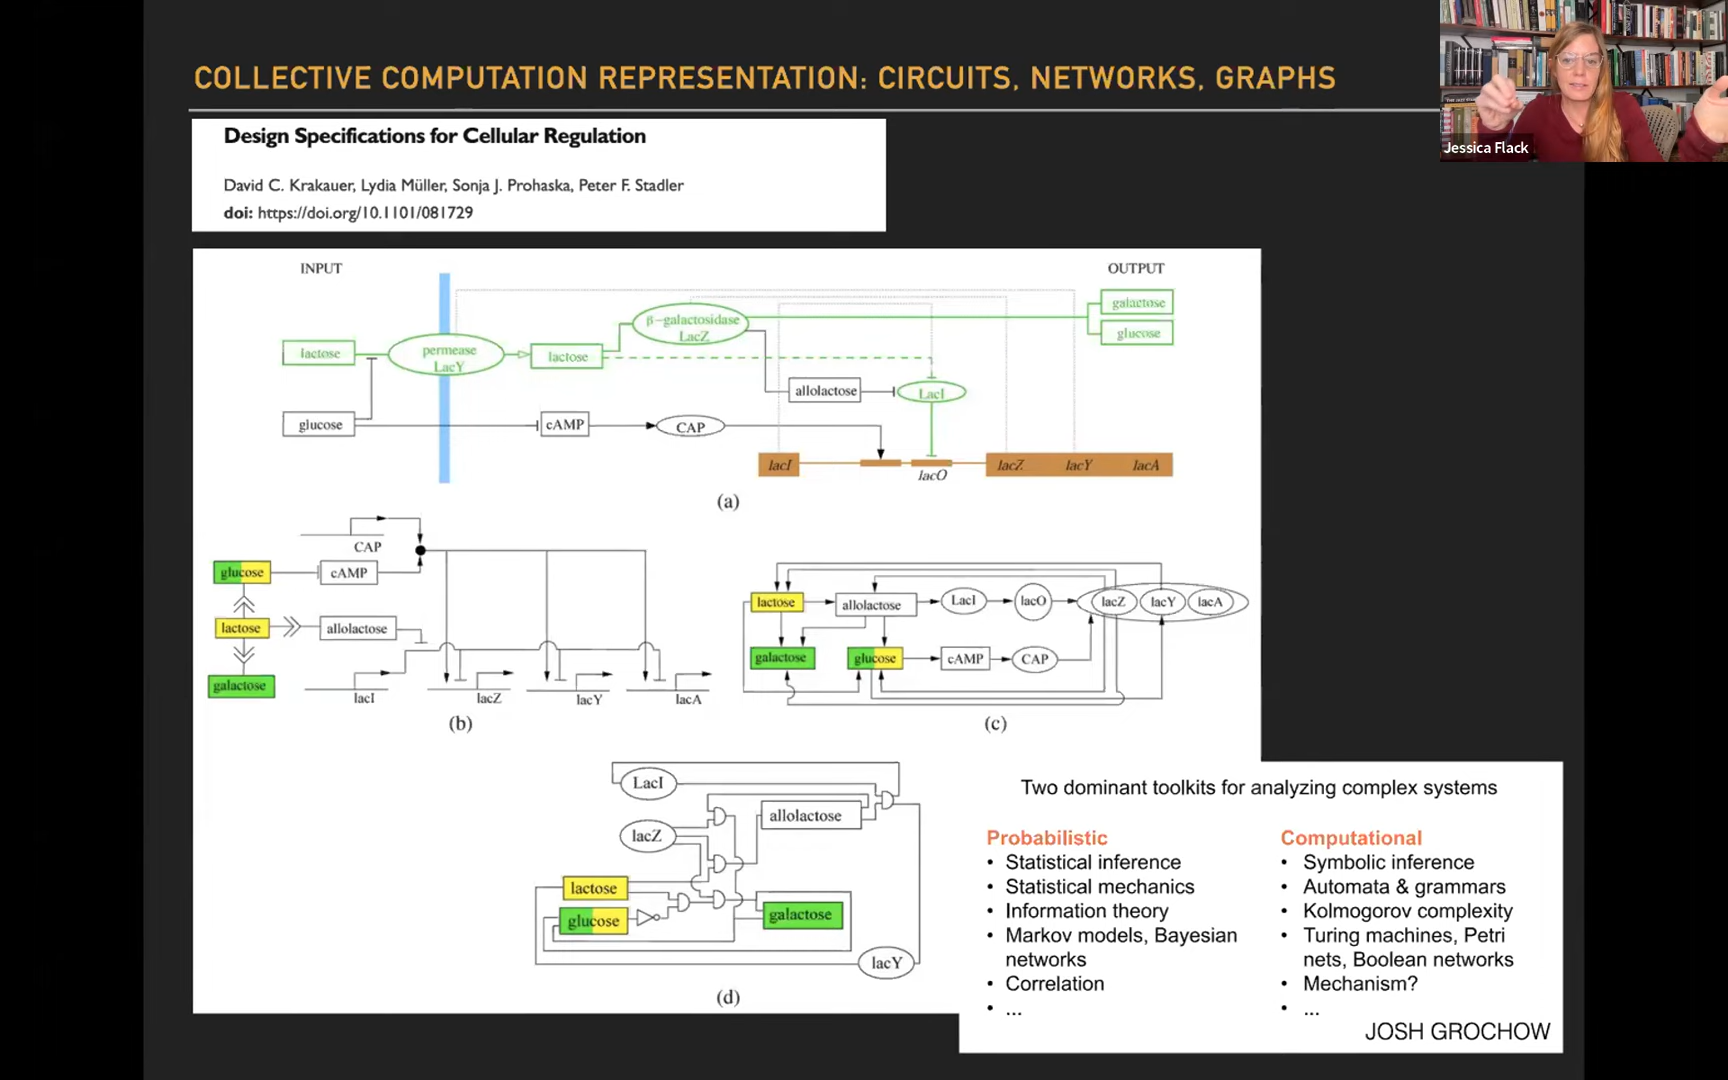 COLLECTIVE COMPUTATION REPRESENTATION: CIRCUITS, NETWORKS, GRAPHS
Jessica Flack
Design Specifications for Cellular Regulation
David C. Krakauer, Lydia Müller, Sonja J. Prohaska, Peter F. Stadler
doi: https://doi.org/10.1101/081729
INPUT
OUTPUT
galactose
glucose
β-galactosidase
LacZ
lactose
permease
LacY
lactose
allolactose
LacI
glucose
cAMP
CAP
lacI
lacO
lacZ
lacY
lacA
(a)
CAP
glucose
cAMP
lactose
allolactose
galactose
lacI
lacZ
lacY
lacA
(b)
lactose
allolactose
LacI
lacO
lacZ
lacY
lacA
galactose
glucose
cAMP
CAP
(c)
LacI
allolactose
lacZ
lactose
glucose
galactose
lacY
(d)
Two dominant toolkits for analyzing complex systems
Probabilistic
• Statistical inference
• Statistical mechanics
• Information theory
• Markov models, Bayesian
networks
• Correlation
• ...
Computational
• Symbolic inference
• Automata & grammars
• Kolmogorov complexity
• Turing machines, Petri
nets, Boolean networks
• Mechanism?
• ...
JOSH GROCHOW